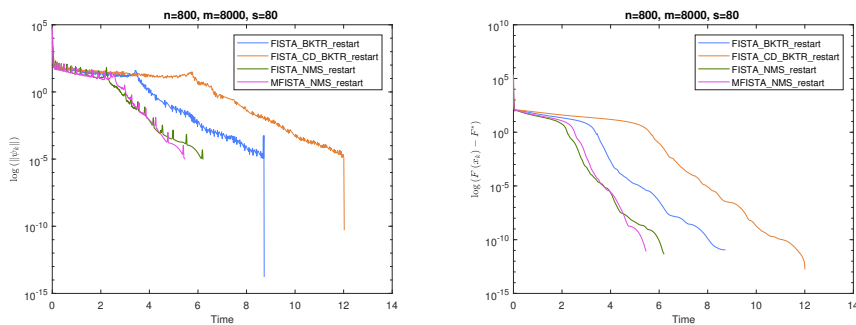 n=800, m=8000, s=80
10^5
10^0
10^-5
10^-10
10^-15
log (||ψ_k||)
0 2 4 6 8 10 12 14
Time
FISTA_BKTR_restart
FISTA_CD_BKTR_restart
FISTA_NMS_restart
MFISTA_NMS_restart
n=800, m=8000, s=80
10^10
10^5
10^0
10^-5
10^-10
10^-15
log (F (x_k) − F*)
0 2 4 6 8 10 12 14
Time
FISTA_BKTR_restart
FISTA_CD_BKTR_restart
FISTA_NMS_restart
MFISTA_NMS_restart